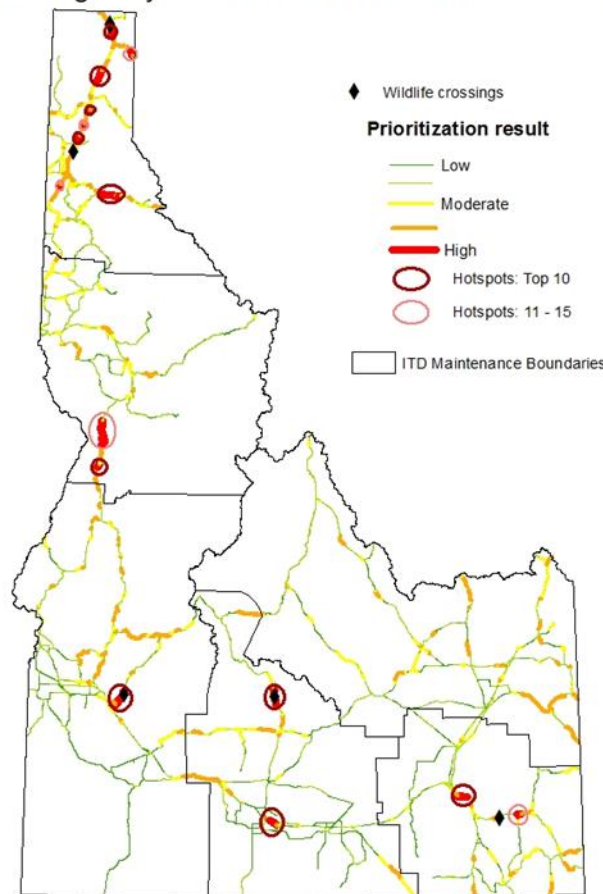 Wildlife crossings
Prioritization result
Low
Moderate
High
Hotspots: Top 10
Hotspots: 11 - 15
ITD Maintenance Boundaries